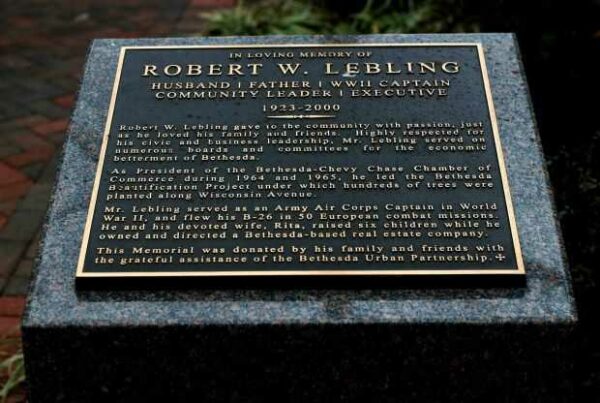 IN LOVING MEMORY OF
ROBERT W. LEBLING
HUSBAND | FATHER | WWII CAPTAIN
COMMUNITY LEADER | EXECUTIVE
1923-2000
Robert W. Lebling gave to the community with passion, just
as he loved his family and friends. Highly respected for
his civic and business leadership, Mr. Lebling served on
numerous boards and committees for the economic
betterment of Bethesda.
As President of the Bethesda-Chevy Chase Chamber of
Commerce during 1964 and 1965, he led the Bethesda
Beautification Project under which hundreds of trees were
planted along Wisconsin Avenue.
Mr. Lebling served as an Army Air Corps Captain in World
War II, and flew his B-26 in 50 European combat missions.
He and his devoted wife, Rita, raised six children while he
owned and directed a Bethesda-based real estate company.
This Memorial was donated by his family and friends with
the grateful assistance of the Bethesda Urban Partnership.